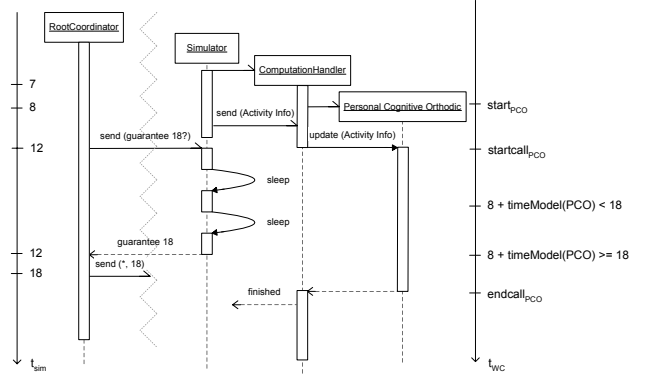 RootCoordinator
Simulator
ComputationHandler
Personal Cognitive Orthodic
7
8
send (Activity Info)
start_PCO
send (guarantee 18?)
update (Activity Info)
12
startcall_PCO
sleep
8 + timeModel(PCO) < 18
sleep
guarantee 18
12
8 + timeModel(PCO) >= 18
send (*, 18)
18
finished
endcall_PCO
t_sim
t_WC